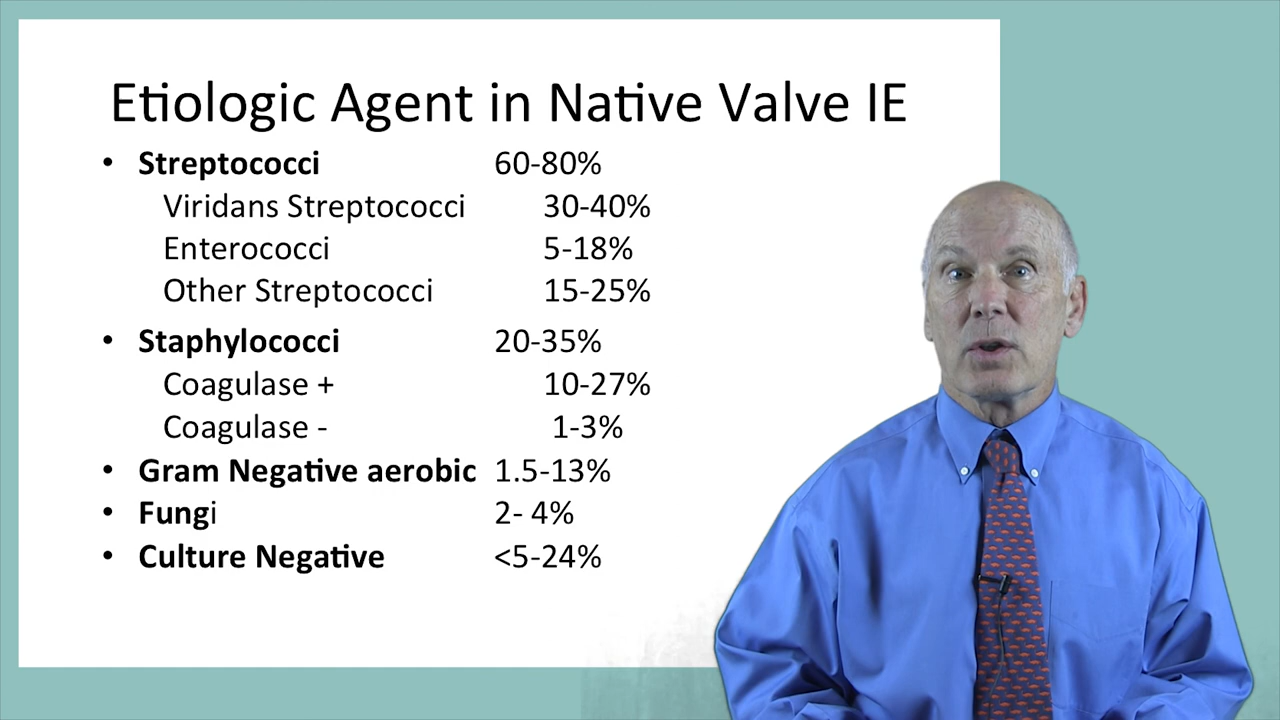 Etiologic Agent in Native Valve IE
• Streptococci 60-80%
Viridans Streptococci 30-40%
Enterococci 5-18%
Other Streptococci 15-25%
• Staphylococci 20-35%
Coagulase + 10-27%
Coagulase - 1-3%
• Gram Negative aerobic 1.5-13%
• Fungi 2- 4%
• Culture Negative <5-24%